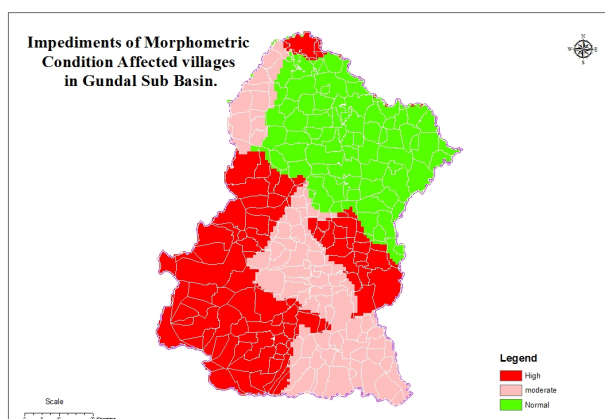 Impediments of Morphometric
Condition Affected villages
in Gundal Sub Basin.
N
W
E
S
Legend
High
moderate
Normal
Scale